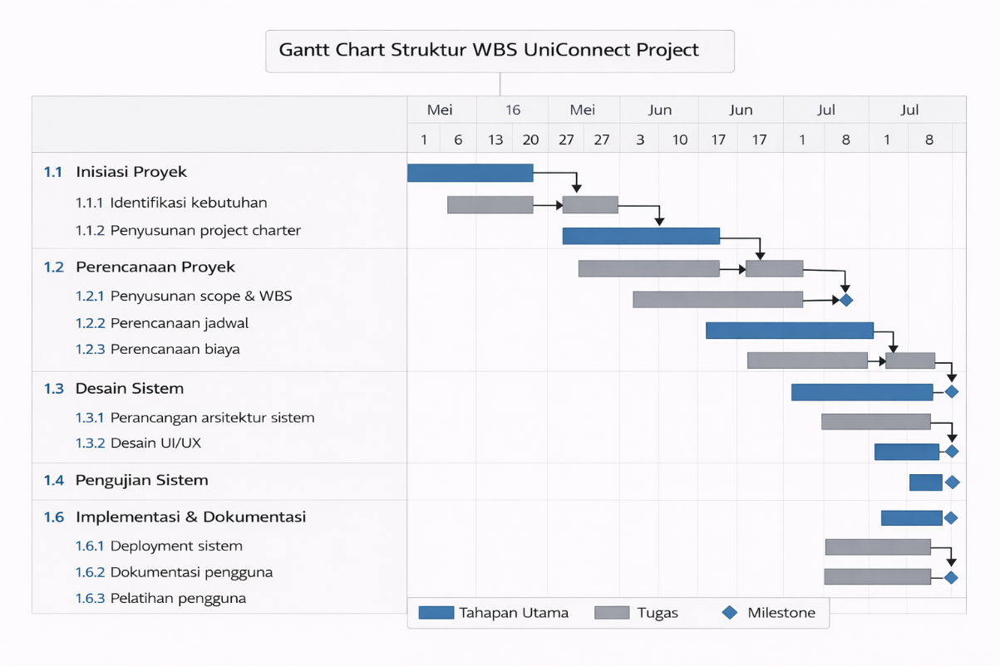 Gantt Chart Struktur WBS UniConnect Project
Mei 16 Mei Jun Jun Jul Jul
1 6 13 20 27 27 3 10 17 17 1 8 1 8
1.1 Inisiasi Proyek
1.1.1 Identifikasi kebutuhan
1.1.2 Penyusunan project charter
1.2 Perencanaan Proyek
1.2.1 Penyusunan scope & WBS
1.2.2 Perencanaan jadwal
1.2.3 Perencanaan biaya
1.3 Desain Sistem
1.3.1 Perancangan arsitektur sistem
1.3.2 Desain UI/UX
1.4 Pengujian Sistem
1.6 Implementasi & Dokumentasi
1.6.1 Deployment sistem
1.6.2 Dokumentasi pengguna
1.6.3 Pelatihan pengguna
Tahapan Utama Tugas Milestone